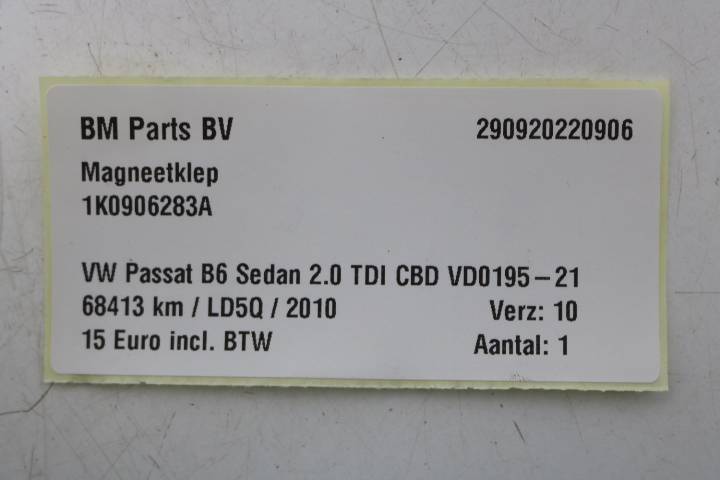 BM Parts BV 290920220906
Magneetklep
1K0906283A
VW Passat B6 Sedan 2.0 TDI CBD VD0195-21
68413 km / LD5Q / 2010 Verz: 10
15 Euro incl. BTW Aantal: 1